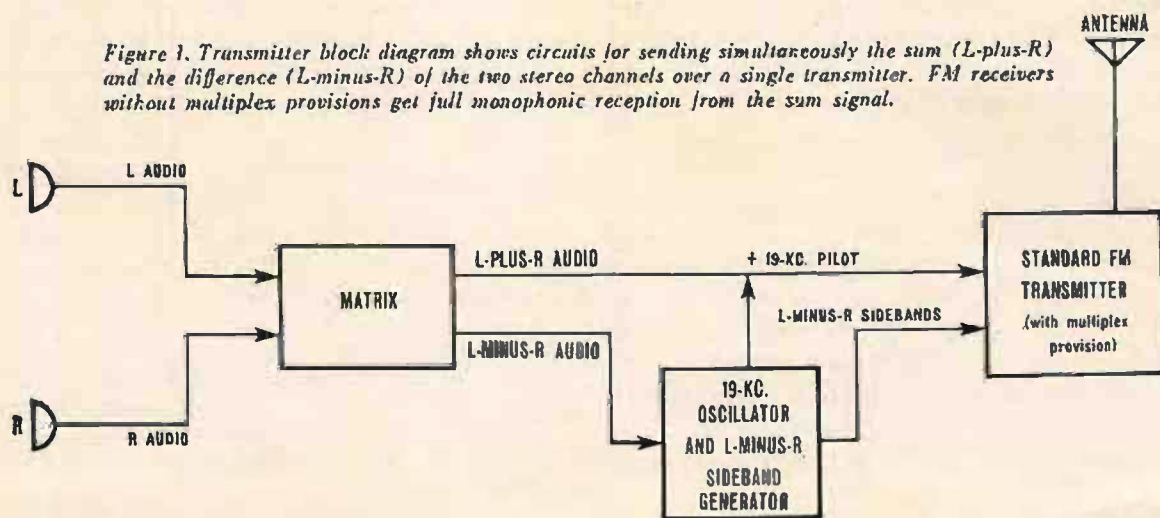 ANTENNA
Figure 1. Transmitter block diagram shows circuits for sending simultaneously the sum (L-plus-R)
and the difference (L-minus-R) of the two stereo channels over a single transmitter. FM receivers
without multiplex provisions get full monophonic reception from the sum signal.
L
L AUDIO
MATRIX
L-PLUS-R AUDIO
+ 19-KC. PILOT
STANDARD FM
TRANSMITTER
(with multiplex
provision)
L-MINUS-R SIDEBANDS
L-MINUS-R AUDIO
19-KC.
OSCILLATOR
AND L-MINUS-R
SIDEBAND
GENERATOR
R
R AUDIO